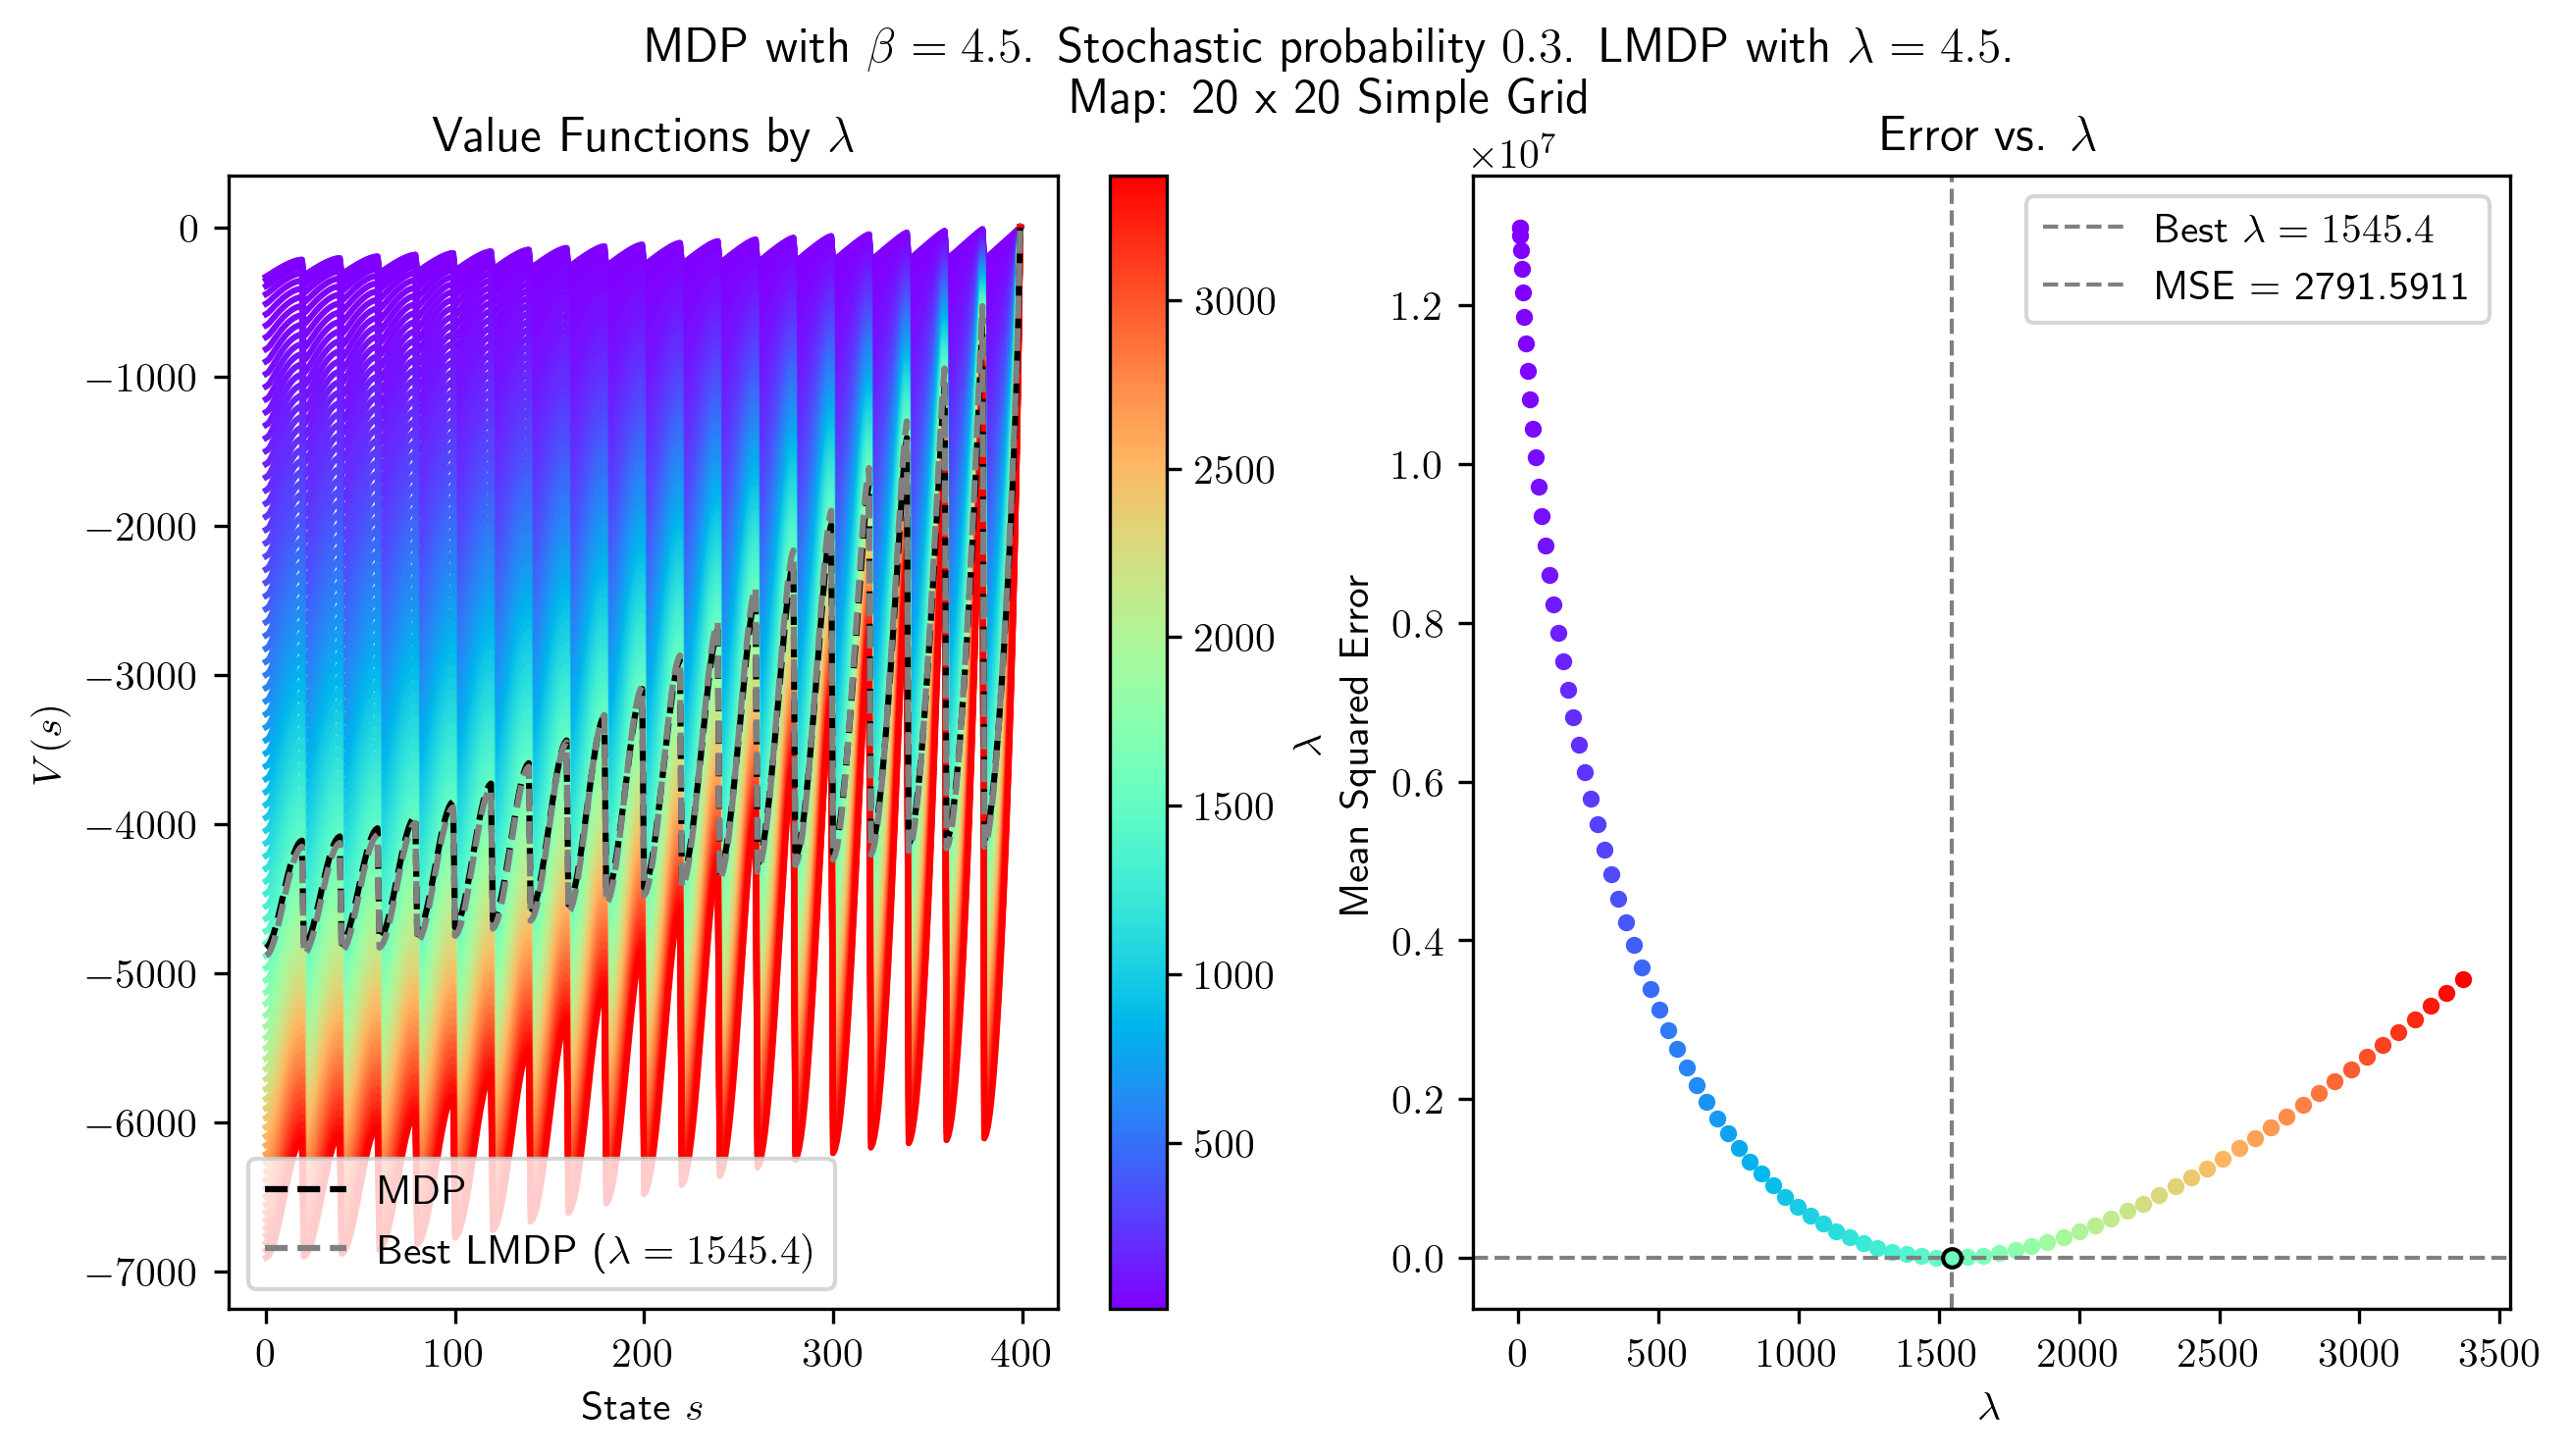 MDP with β = 4.5. Stochastic probability 0.3. LMDP with λ = 4.5.
Map: 20 x 20 Simple Grid
Value Functions by λ
0
−1000
−2000
−3000
−4000
−5000
−6000
−7000
V(s)
MDP
Best LMDP (λ = 1545.4)
0 100 200 300 400
State s
3000
2500
2000
1500
1000
500
λ
Error vs. λ
×10⁷
1.2
1.0
0.8
0.6
0.4
0.2
0.0
Mean Squared Error
Best λ = 1545.4
MSE = 2791.5911
0 500 1000 1500 2000 2500 3000 3500
λ